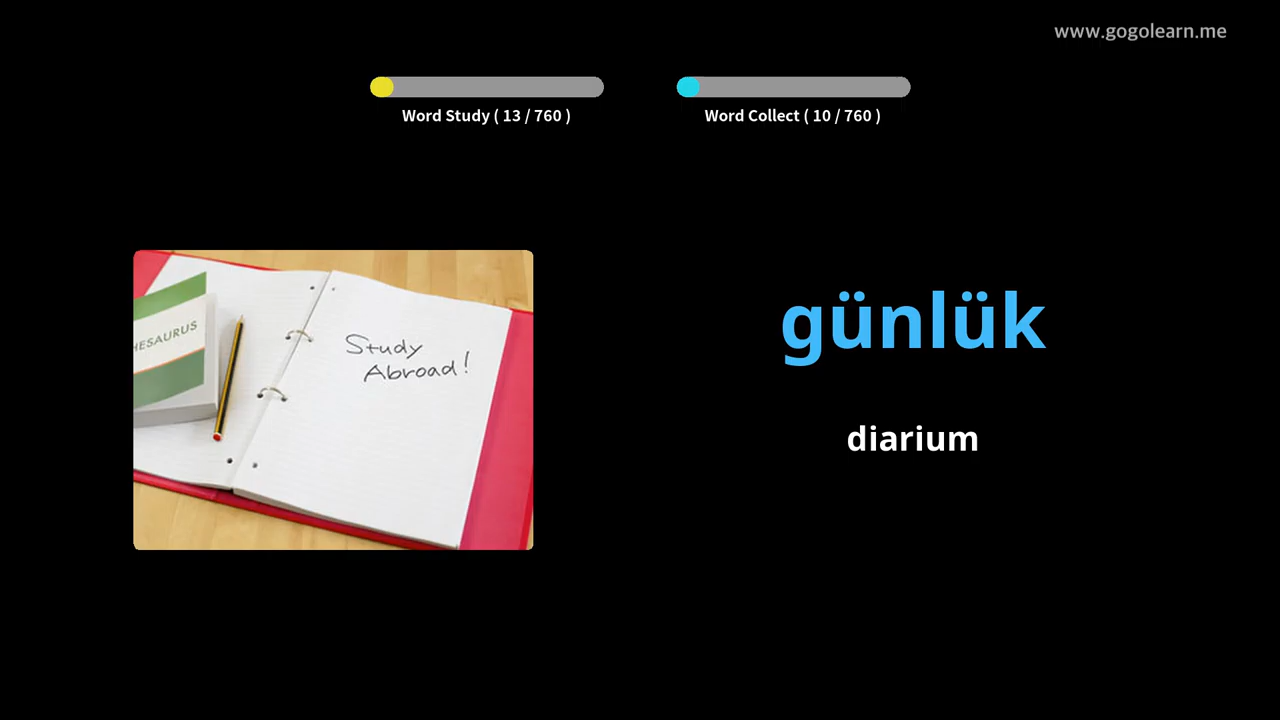 www.gogolearn.me
Word Study ( 13 / 760 )
Word Collect ( 10 / 760 )
HESAURUS
Study
Abroad!
günlük
diarium